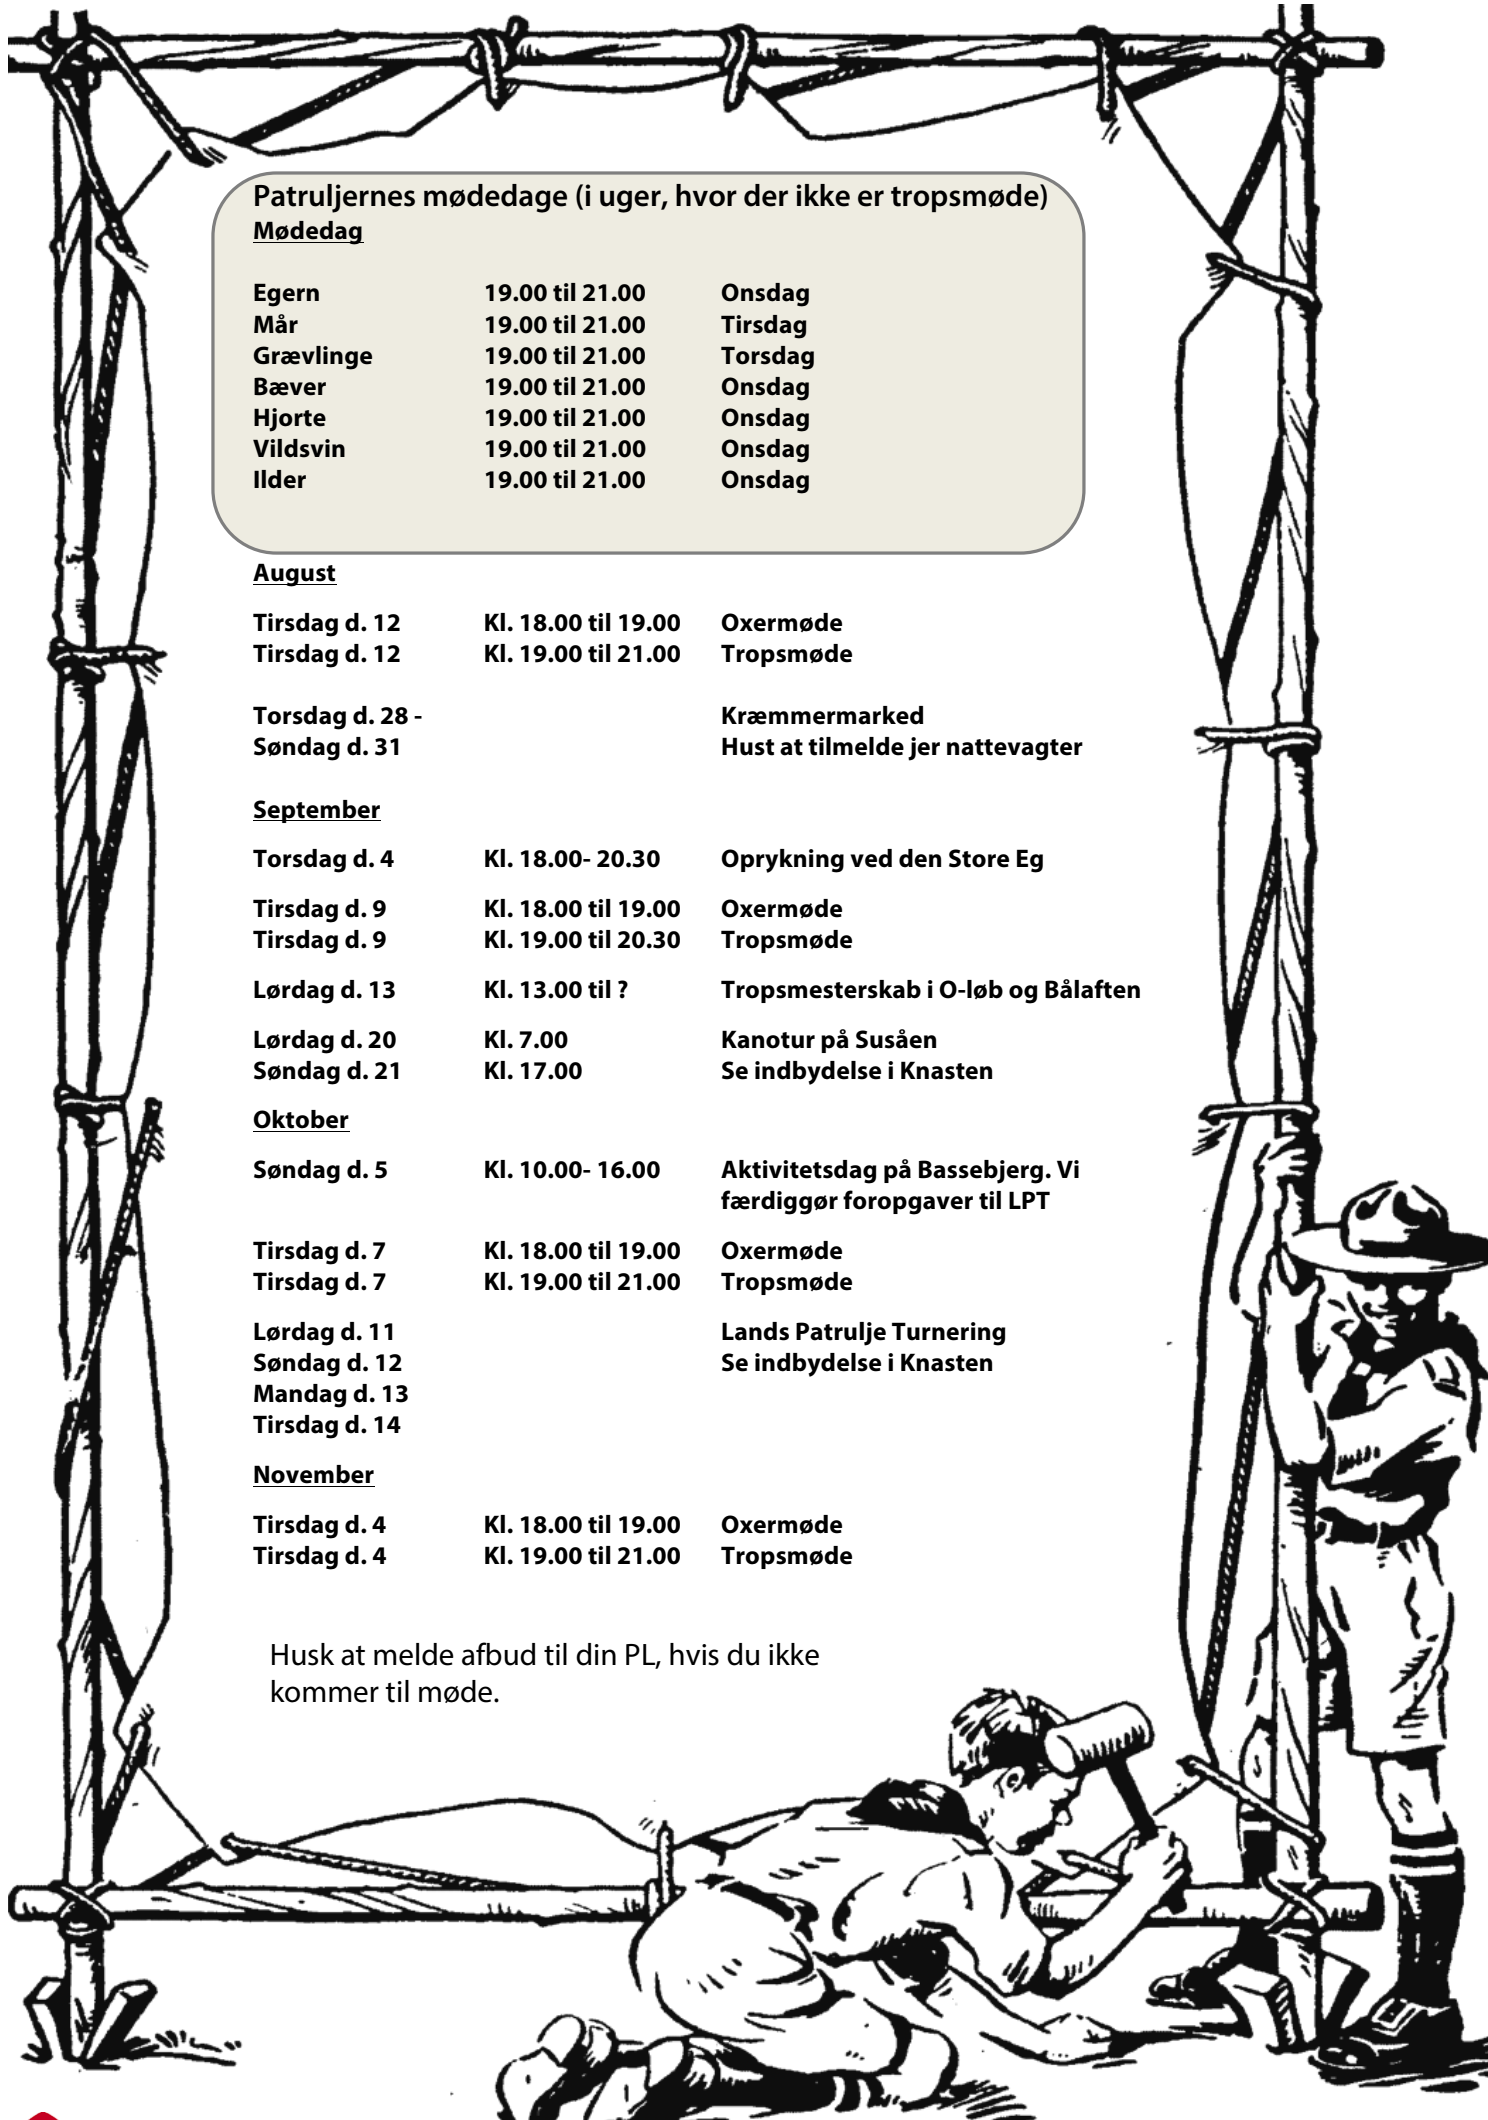 Patruljernes mødedage (i uger, hvor der ikke er tropsmøde)
Mødedag
Egern 19.00 til 21.00 Onsdag
Mår 19.00 til 21.00 Tirsdag
Grævlinge 19.00 til 21.00 Torsdag
Bæver 19.00 til 21.00 Onsdag
Hjorte 19.00 til 21.00 Onsdag
Vildsvin 19.00 til 21.00 Onsdag
Ilder 19.00 til 21.00 Onsdag
August
Tirsdag d. 12 Kl. 18.00 til 19.00 Oxermøde
Tirsdag d. 12 Kl. 19.00 til 21.00 Tropsmøde
Torsdag d. 28 - Kræmmermarked
Søndag d. 31 Hust at tilmelde jer nattevagter
September
Torsdag d. 4 Kl. 18.00- 20.30 Oprykning ved den Store Eg
Tirsdag d. 9 Kl. 18.00 til 19.00 Oxermøde
Tirsdag d. 9 Kl. 19.00 til 20.30 Tropsmøde
Lørdag d. 13 Kl. 13.00 til ? Tropsmesterskab i O-løb og Bålaften
Lørdag d. 20 Kl. 7.00 Kanotur på Susåen
Søndag d. 21 Kl. 17.00 Se indbydelse i Knasten
Oktober
Søndag d. 5 Kl. 10.00- 16.00 Aktivitetsdag på Bassebjerg. Vi
færdiggør foropgaver til LPT
Tirsdag d. 7 Kl. 18.00 til 19.00 Oxermøde
Tirsdag d. 7 Kl. 19.00 til 21.00 Tropsmøde
Lørdag d. 11 Lands Patrulje Turnering
Søndag d. 12 Se indbydelse i Knasten
Mandag d. 13
Tirsdag d. 14
November
Tirsdag d. 4 Kl. 18.00 til 19.00 Oxermøde
Tirsdag d. 4 Kl. 19.00 til 21.00 Tropsmøde
Husk at melde afbud til din PL, hvis du ikke
kommer til møde.